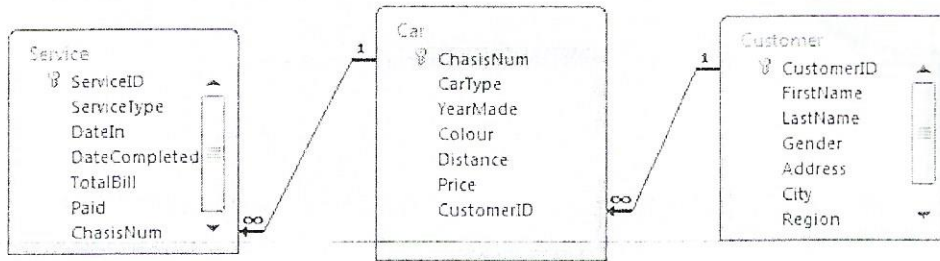 Service
ServiceID
ServiceType
DateIn
DateCompleted
TotalBill
Paid
ChasisNum
1
∞
Car
ChasisNum
CarType
YearMade
Colour
Distance
Price
CustomerID
1
∞
Customer
CustomerID
FirstName
LastName
Gender
Address
City
Region